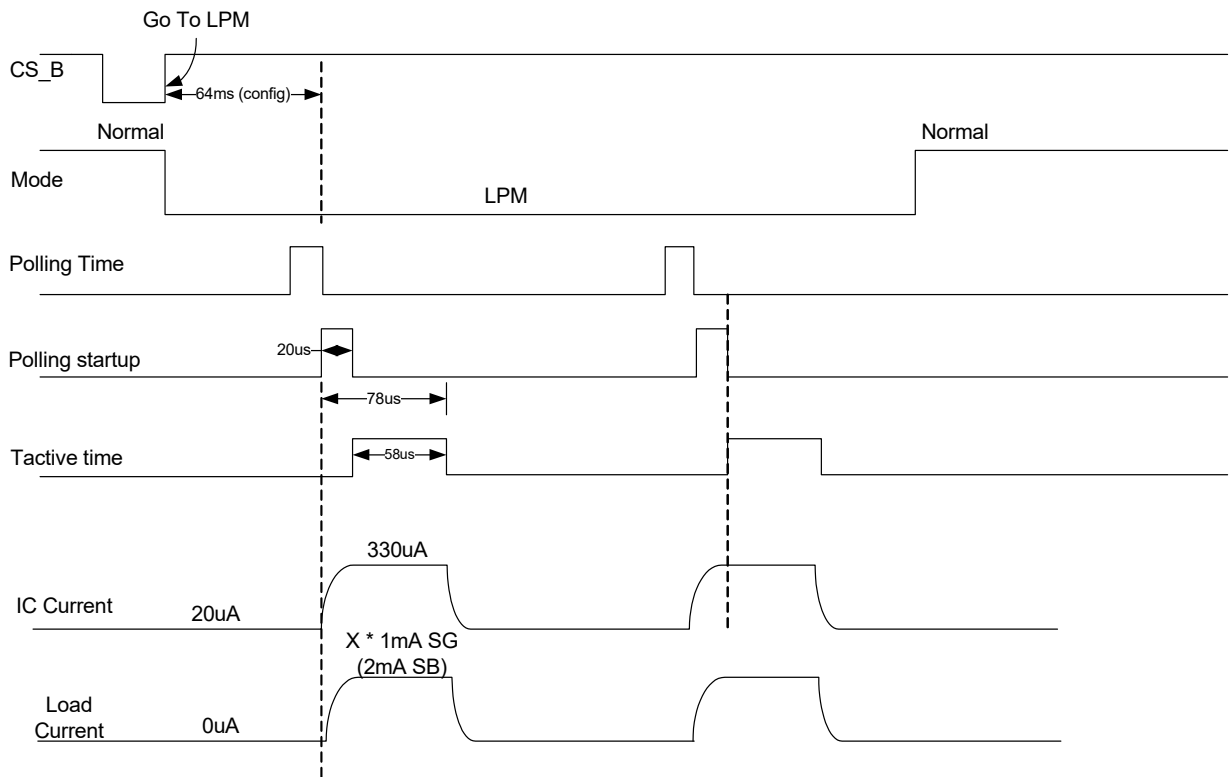 Go To LPM
CS_B
64ms (config)
Normal
Normal
Mode
LPM
Polling Time
20us
Polling startup
78us
Tactive time
58us
330uA
IC Current
20uA
X * 1mA SG
(2mA SB)
Load
Current
0uA